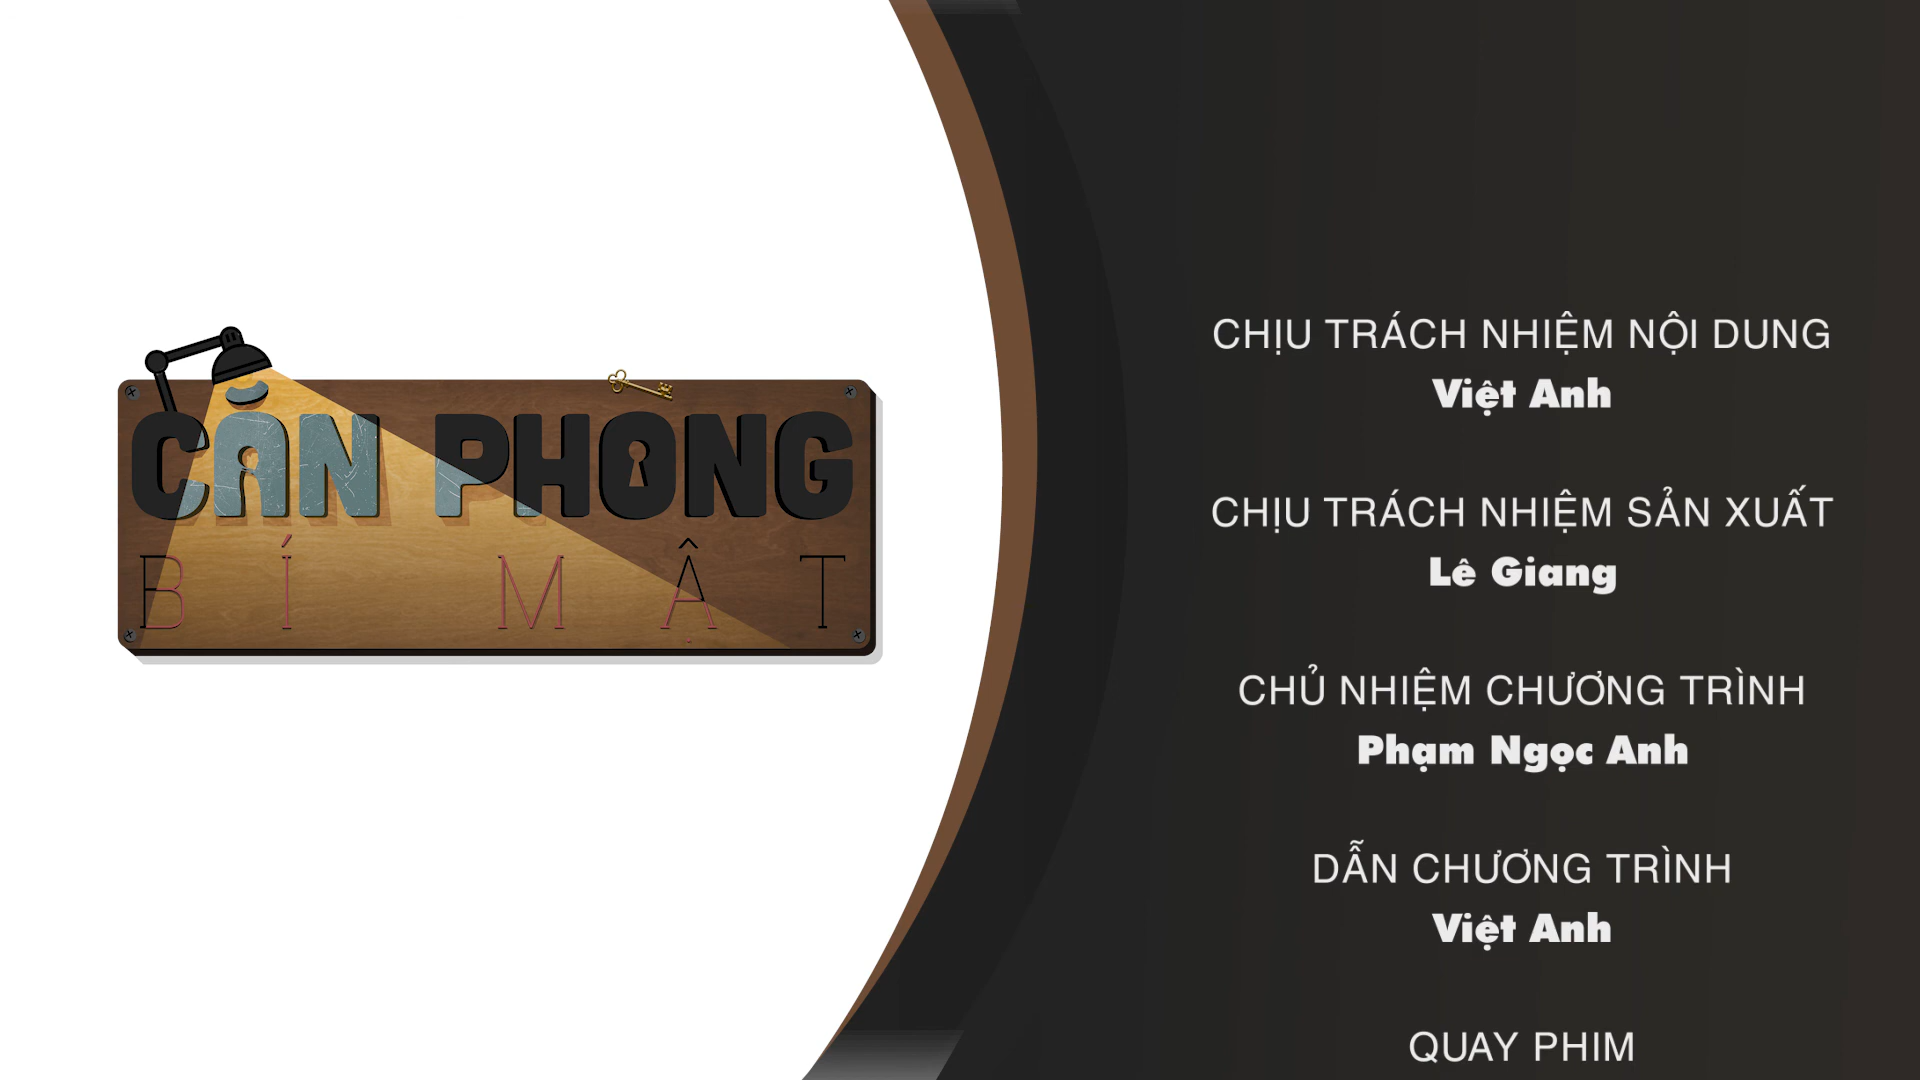 CĂN PHÒNG
BÍ MẬT
CHỊU TRÁCH NHIỆM NỘI DUNG
Việt Anh
CHỊU TRÁCH NHIỆM SẢN XUẤT
Lê Giang
CHỦ NHIỆM CHƯƠNG TRÌNH
Phạm Ngọc Anh
DẪN CHƯƠNG TRÌNH
Việt Anh
QUAY PHIM